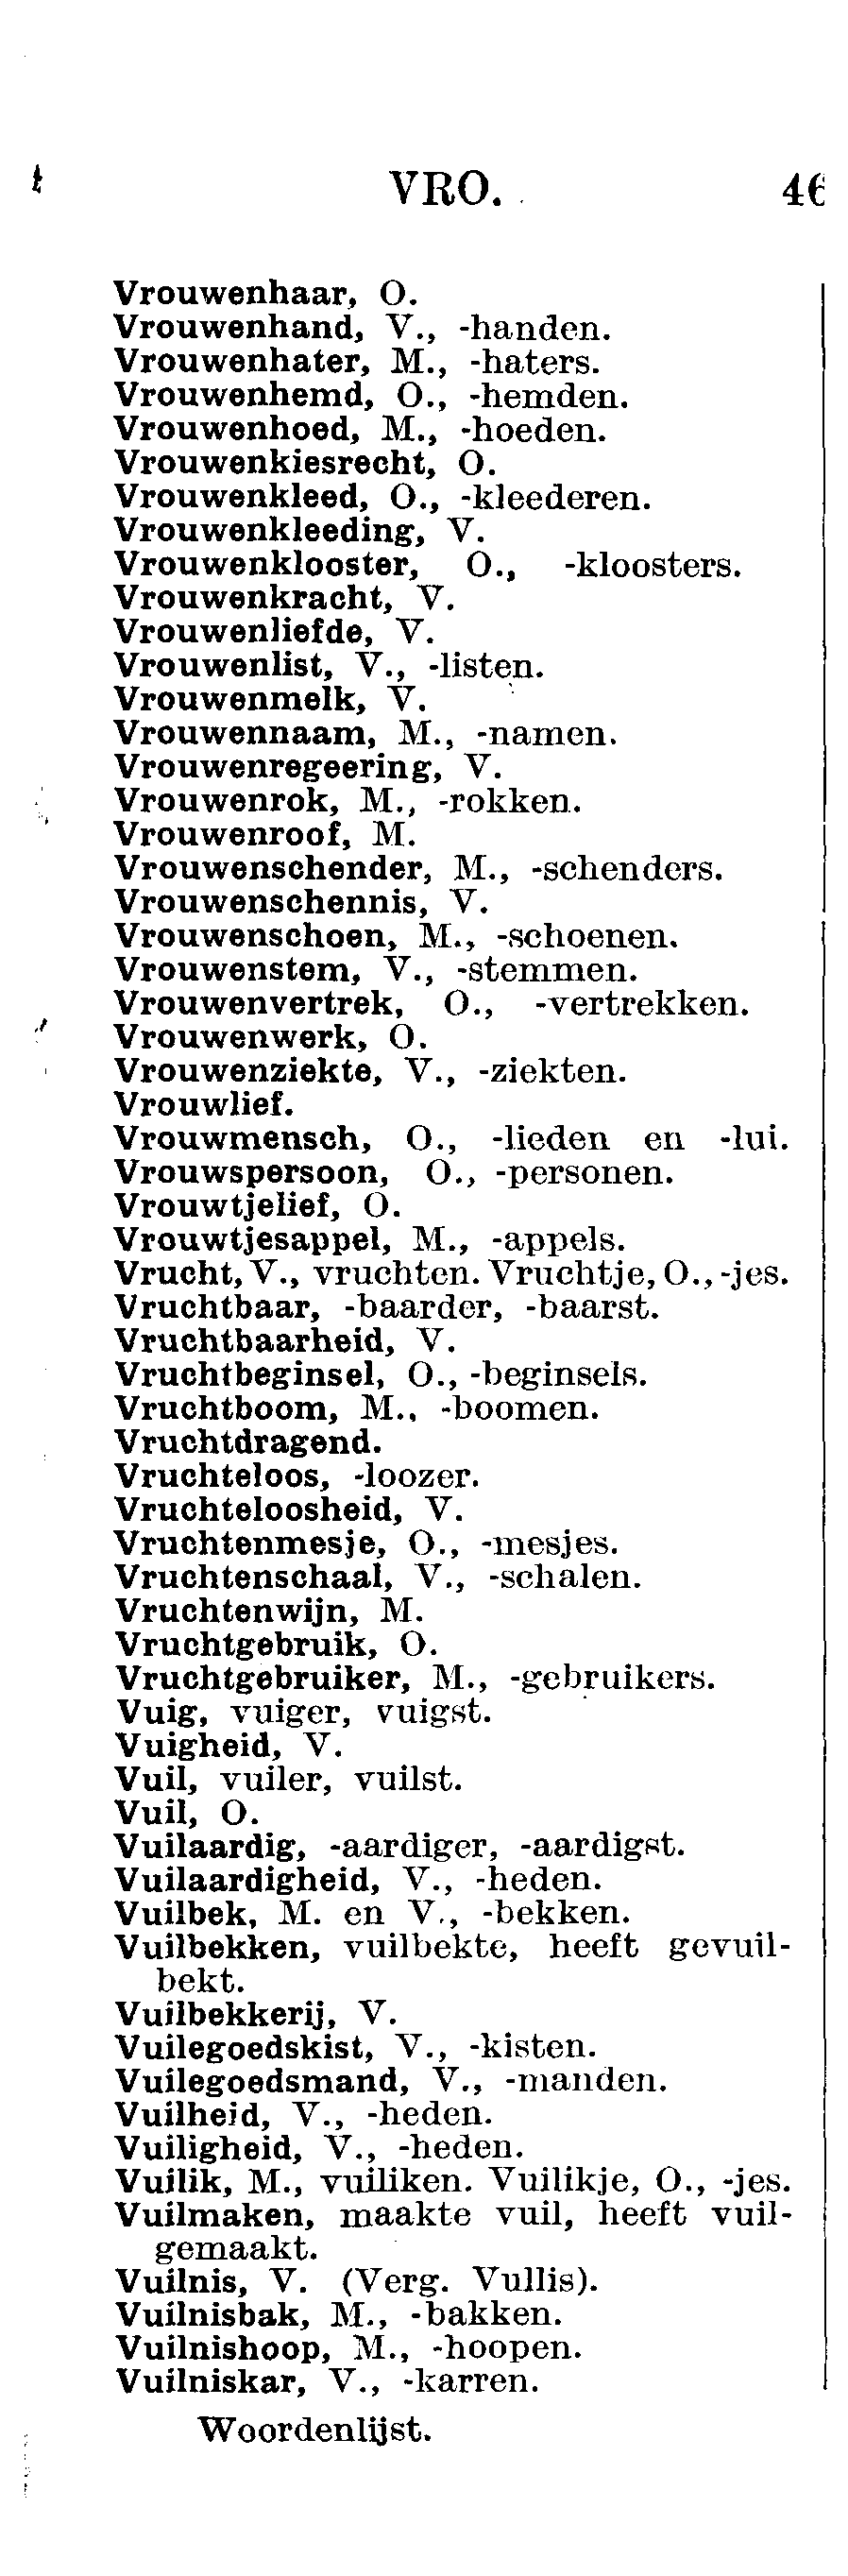 VRO. 46
Vrouwenhaar, O.
Vrouwenhand, V., -handen.
Vrouwenhater, M., -haters.
Vrouwenhemd, O., -hemden.
Vrouwenhoed, M., -hoeden.
Vrouwenkiesrecht, O.
Vrouwenkleed, O., -kleederen.
Vrouwenkleeding, V.
Vrouwenklooster, O., -kloosters.
Vrouwenkracht, V.
Vrouwenliefde, V.
Vrouwenlist, V., -listen.
Vrouwenmelk, V.
Vrouwennaam, M., -namen.
Vrouwenregeering, V.
Vrouwenrok, M., -rokken.
Vrouwenroof, M.
Vrouwenschender, M., -schenders.
Vrouwenschennis, V.
Vrouwenschoen, M., -schoenen.
Vrouwenstem, V., -stemmen.
Vrouwenvertrek, O., -vertrekken.
Vrouwenwerk, O.
Vrouwenziekte, V., -ziekten.
Vrouwlief.
Vrouwmensch, O., -lieden en -lui.
Vrouwspersoon, O., -personen.
Vrouwtjelief, O.
Vrouwtjesappel, M., -appels.
Vrucht, V., vruchten. Vruchtje, O., -jes.
Vruchtbaar, -baarder, -baarst.
Vruchtbaarheid, V.
Vruchtbeginsel, O., -beginsels.
Vruchtboom, M., -boomen.
Vruchtdragend.
Vruchteloos, -loozer.
Vruchteloosheid, V.
Vruchtenmesje, O., -mesjes.
Vruchtenschaal, V., -schalen.
Vruchtenwijn, M.
Vruchtgebruik, O.
Vruchtgebruiker, M., -gebruikers.
Vuig, vuiger, vuigst.
Vuigheid, V.
Vuil, vuiler, vuilst.
Vuil, O.
Vuilaardig, -aardiger, -aardigst.
Vuilaardigheid, V., -heden.
Vuilbek, M. en V., -bekken.
Vuilbekken, vuilbekte, heeft gevuil-
bekt.
Vuilbekkerij, V.
Vuilegoedskist, V., -kisten.
Vuilegoedsmand, V., -manden.
Vuilheid, V., -heden.
Vuiligheid, V., -heden.
Vuilik, M., vuiliken. Vuilikje, O., -jes.
Vuilmaken, maakte vuil, heeft vuil-
gemaakt.
Vuilnis, V. (Verg. Vullis).
Vuilnisbak, M., -bakken.
Vuilnishoop, M., -hoopen.
Vuilniskar, V., -karren.
Woordenlijst.